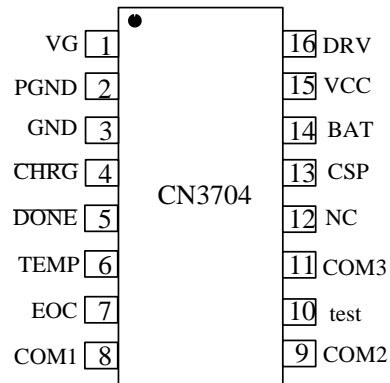 VG 1 16 DRV
PGND 2 15 VCC
GND 3 14 BAT
CHRG 4 13 CSP
CN3704
DONE 5 12 NC
TEMP 6 11 COM3
EOC 7 10 test
COM1 8 9 COM2